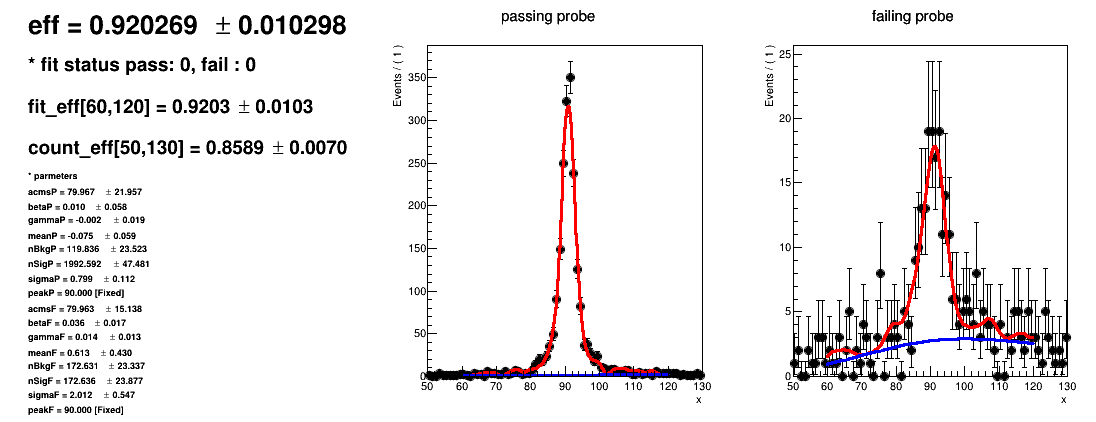 eff = 0.920269 ± 0.010298
* fit status pass: 0, fail : 0
fit_eff[60,120] = 0.9203 ± 0.0103
count_eff[50,130] = 0.8589 ± 0.0070
* parmeters
acmsP = 79.967 ± 21.957
betaP = 0.010 ± 0.058
gammaP = -0.002 ± 0.019
meanP = -0.075 ± 0.059
nBkgP = 119.836 ± 23.523
nSigP = 1992.592 ± 47.481
sigmaP = 0.799 ± 0.112
peakP = 90.000 [Fixed]
acmsF = 79.963 ± 15.138
betaF = 0.036 ± 0.017
gammaF = 0.014 ± 0.013
meanF = 0.613 ± 0.430
nBkgF = 172.631 ± 23.337
nSigF = 172.636 ± 23.877
sigmaF = 2.012 ± 0.547
peakF = 90.000 [Fixed]
passing probe
Events / ( 1 )
350
300
250
200
150
100
50
0
50 60 70 80 90 100 110 120 130
x
failing probe
Events / ( 1 )
25
20
15
10
5
0
50 60 70 80 90 100 110 120 130
x